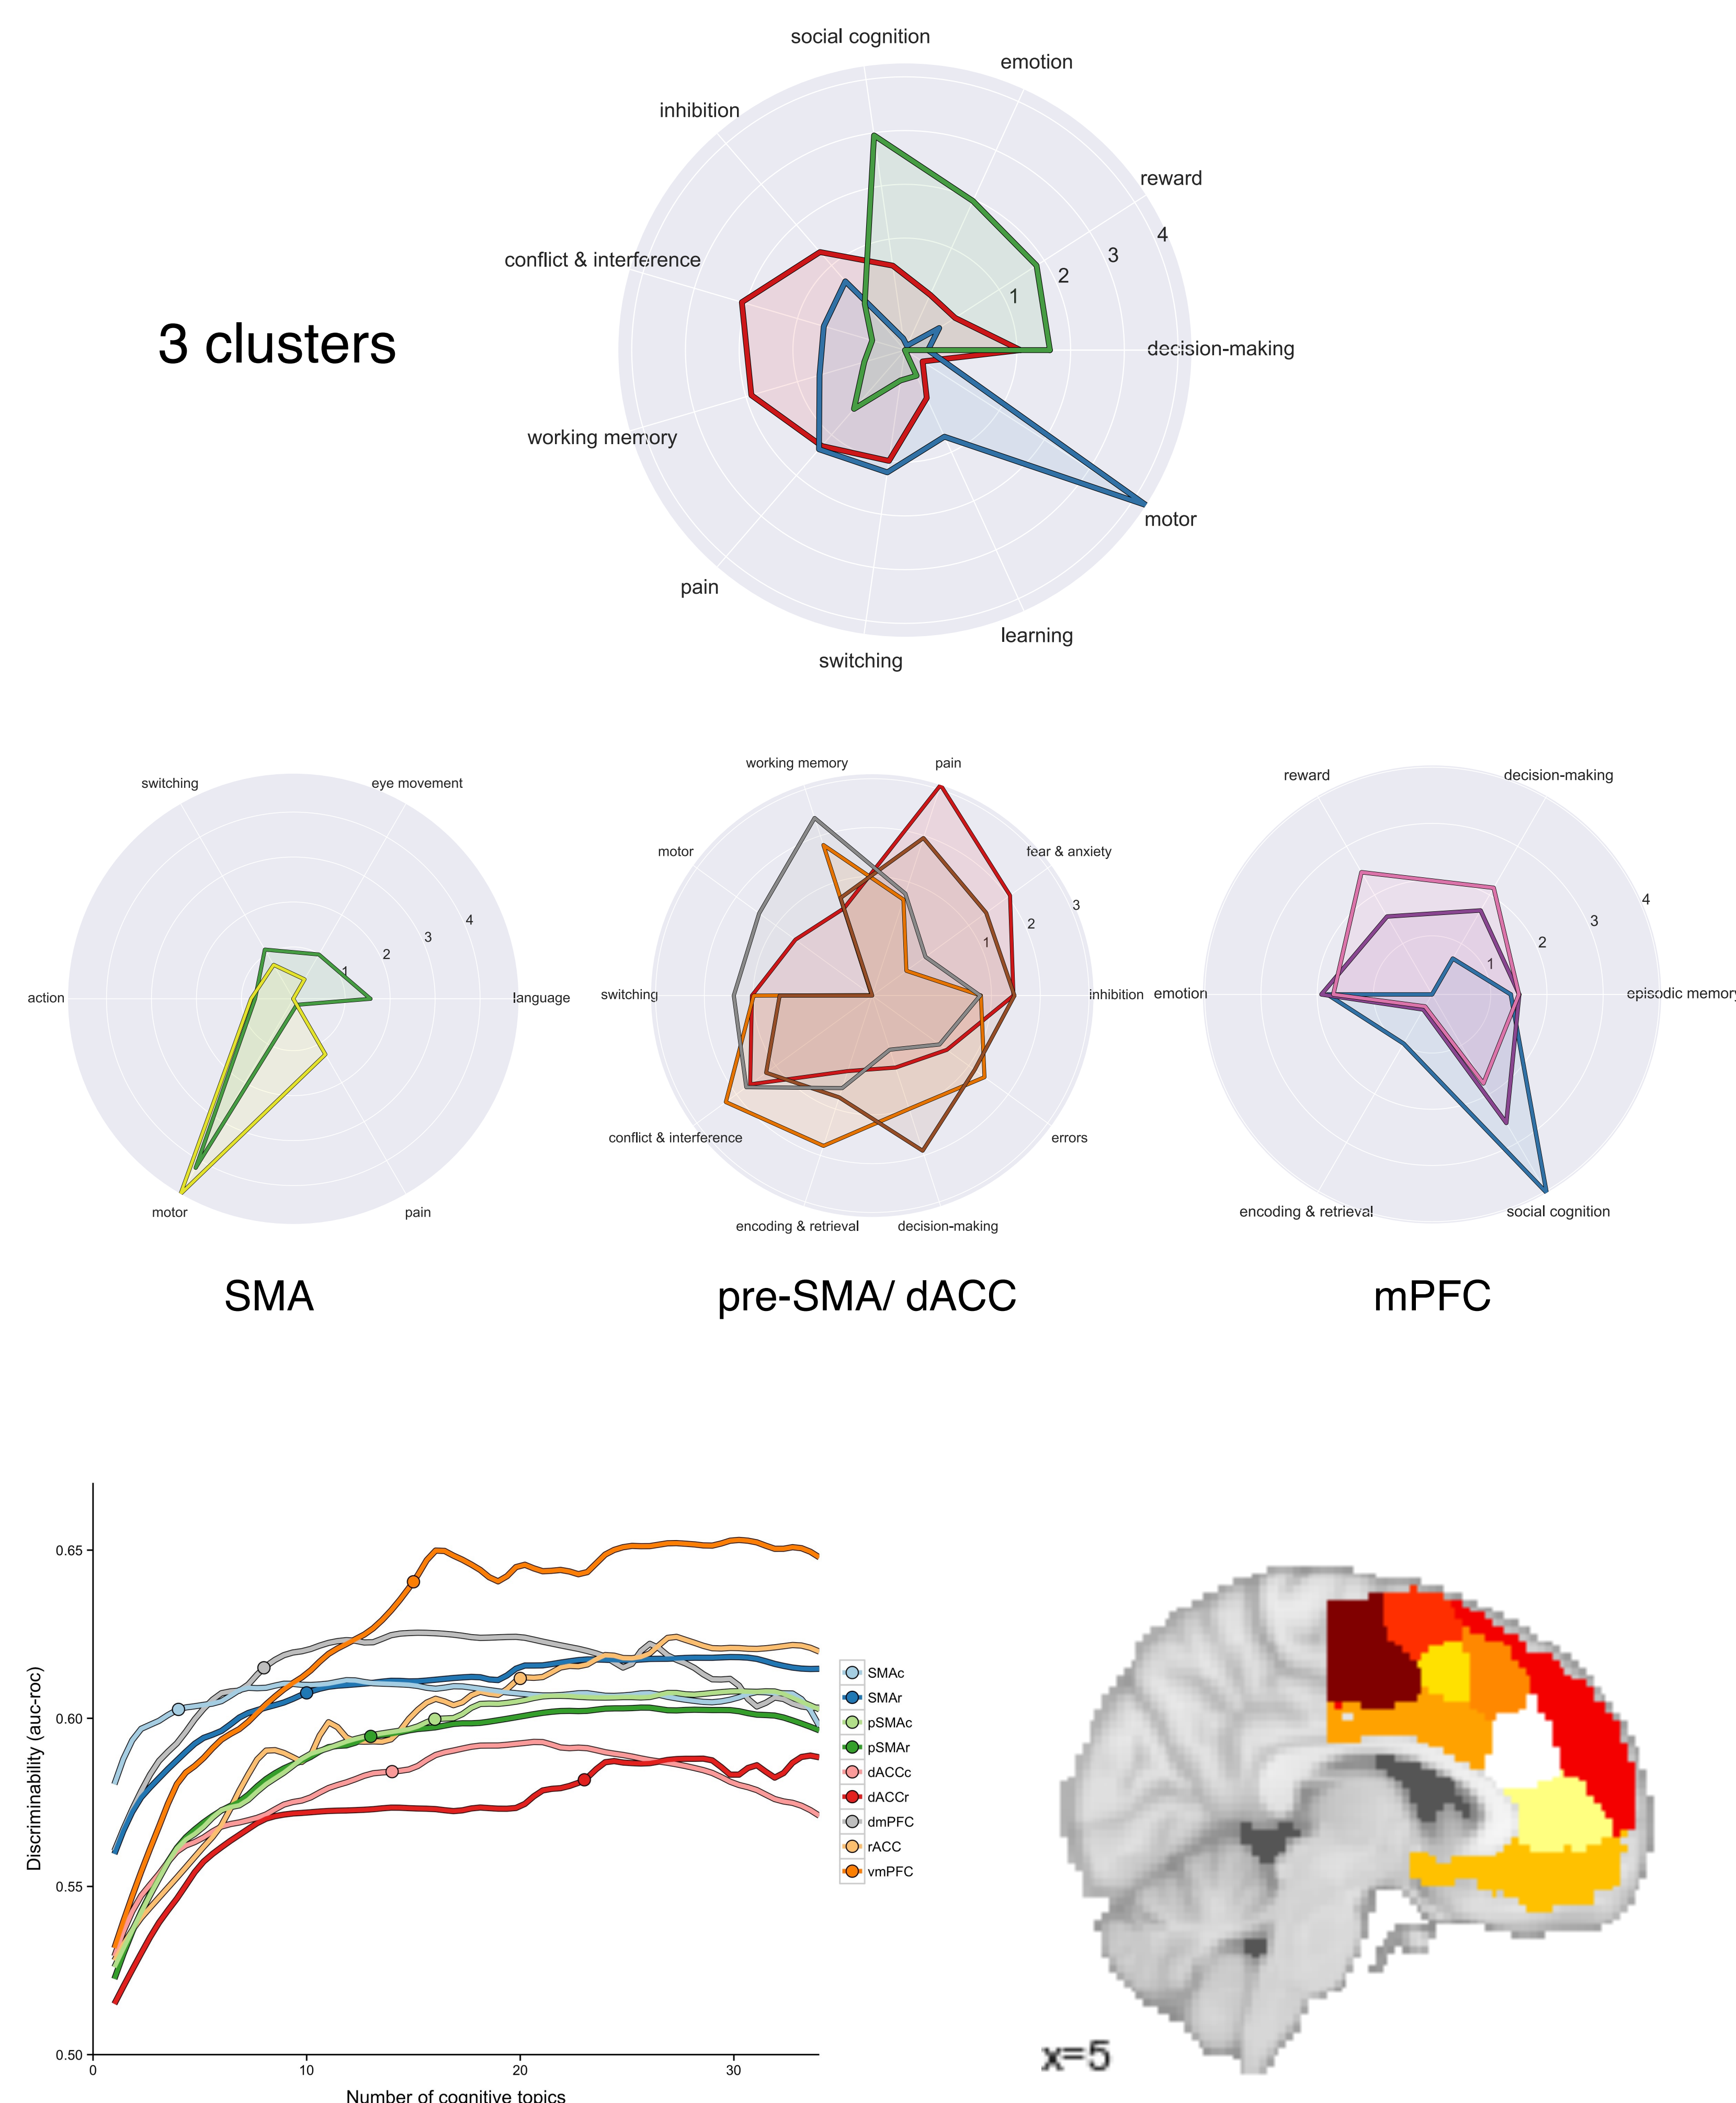 social cognition
emotion
inhibition
reward
4
conflict & interference
3
2
1
3 clusters
decision-making
working memory
motor
pain
learning
switching
working memory
pain
reward
decision-making
switching
eye movement
motor
fear & anxiety
4
3
3
4
2
2
3
1
2
1
1
action
language
switching
inhibition
emotion
episodic memory
conflict & interference
errors
motor
pain
encoding & retrieval
decision-making
encoding & retrieval
social cognition
SMA
pre-SMA/ dACC
mPFC
0.65
0.60
0.55
0.50
Discriminability (auc-roc)
0
10
20
30
Number of cognitive topics
SMAc
SMAr
pSMAc
pSMAr
dACCc
dACCr
dmPFC
rACC
vmPFC
x=5